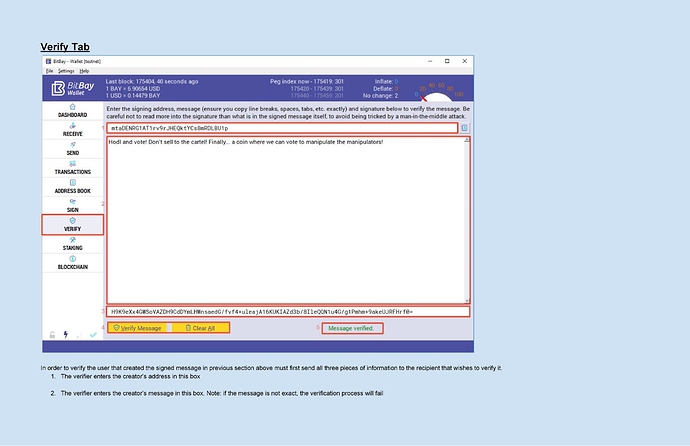 Verify Tab
BitBay - Wallet [testnet]
File Settings Help
BitBay Wallet
Last block: 175404, 40 seconds ago
1 BAY = 6.90654 USD
1 USD = 0.14479 BAY
Peg index now - 175419: 301
175420 - 175439: 301
175440 - 175459: 301
Inflate: 0
Deflate: 0
No change: 2
0 20 40 60 80 100
DASHBOARD
RECEIVE
SEND
TRANSACTIONS
ADDRESS BOOK
SIGN
VERIFY
STAKING
BLOCKCHAIN
Enter the signing address, message (ensure you copy line breaks, spaces, tabs, etc. exactly) and signature below to verify the message. Be
careful not to read more into the signature than what is in the signed message itself, to avoid being tricked by a man-in-the-middle attack.
1
Hodl and vote! Don't sell to the cartel! Finally... a coin where we can vote to manipulate the manipulators!
2
3
4 Verify Message Clear All
5 Message verified.
In order to verify the user that created the signed message in previous section above must first send all three pieces of information to the recipient that wishes to verify it.
1. The verifier enters the creator's address in this box
2. The verifier enters the creator's message in this box. Note: if the message is not exact, the verification process will fail